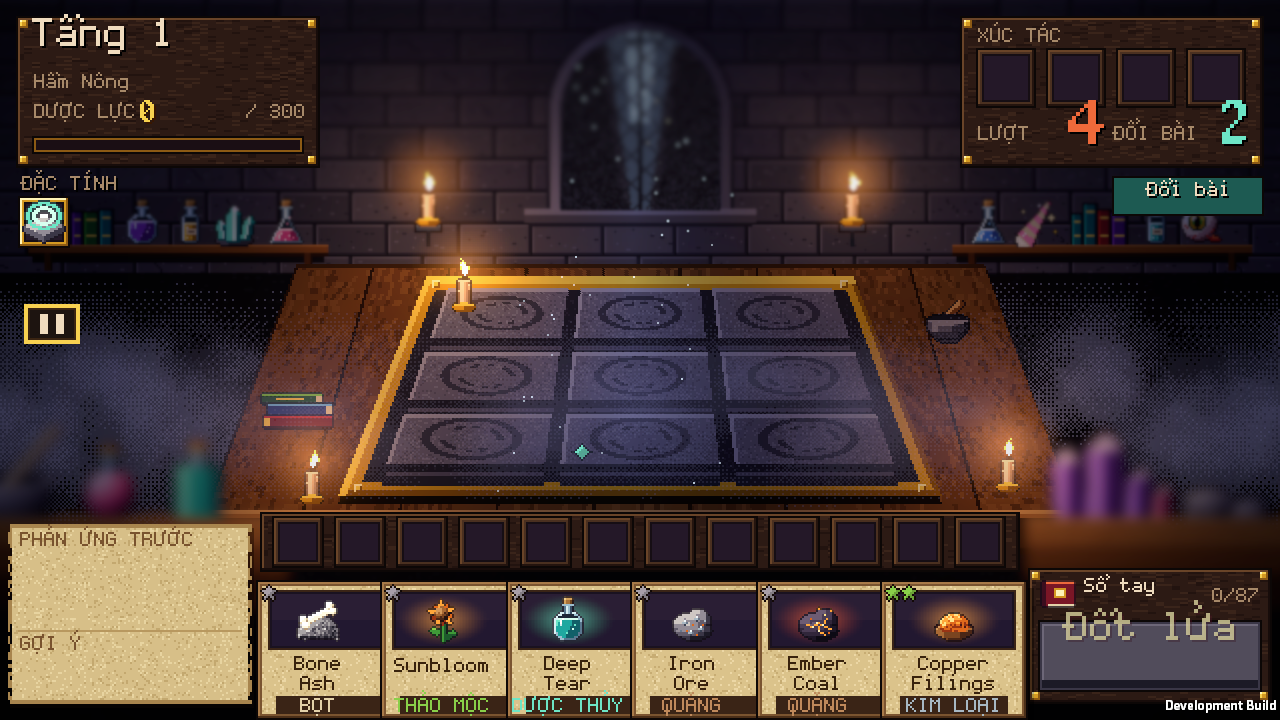 Tầng 1
Hầm Nông
DƯỢC LỰC 0 / 300
ĐẶC TÍNH
XÚC TÁC
LƯỢT 4 ĐỔI BÀI 2
Đổi bài
PHẢN ỨNG TRƯỚC
GỢI Ý
Bone Ash
BỘT
Sunbloom
THẢO MỘC
Deep Tear
DƯỢC THỦY
Iron Ore
QUẶNG
Ember Coal
QUẶNG
Copper Filings
KIM LOẠI
Sổ tay
0/87
Đốt lửa
Development Build